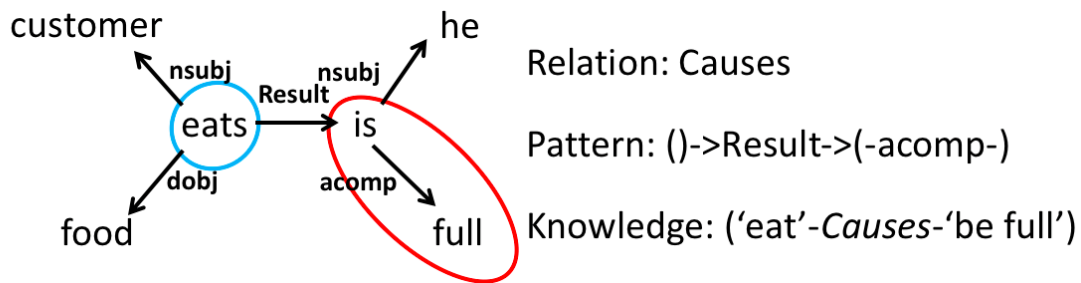 customer
he
nsubj
nsubj
Result
eats
is
dobj
acomp
food
full
Relation: Causes
Pattern: ()->Result->(-acomp-)
Knowledge: (‘eat’-Causes-‘be full’)